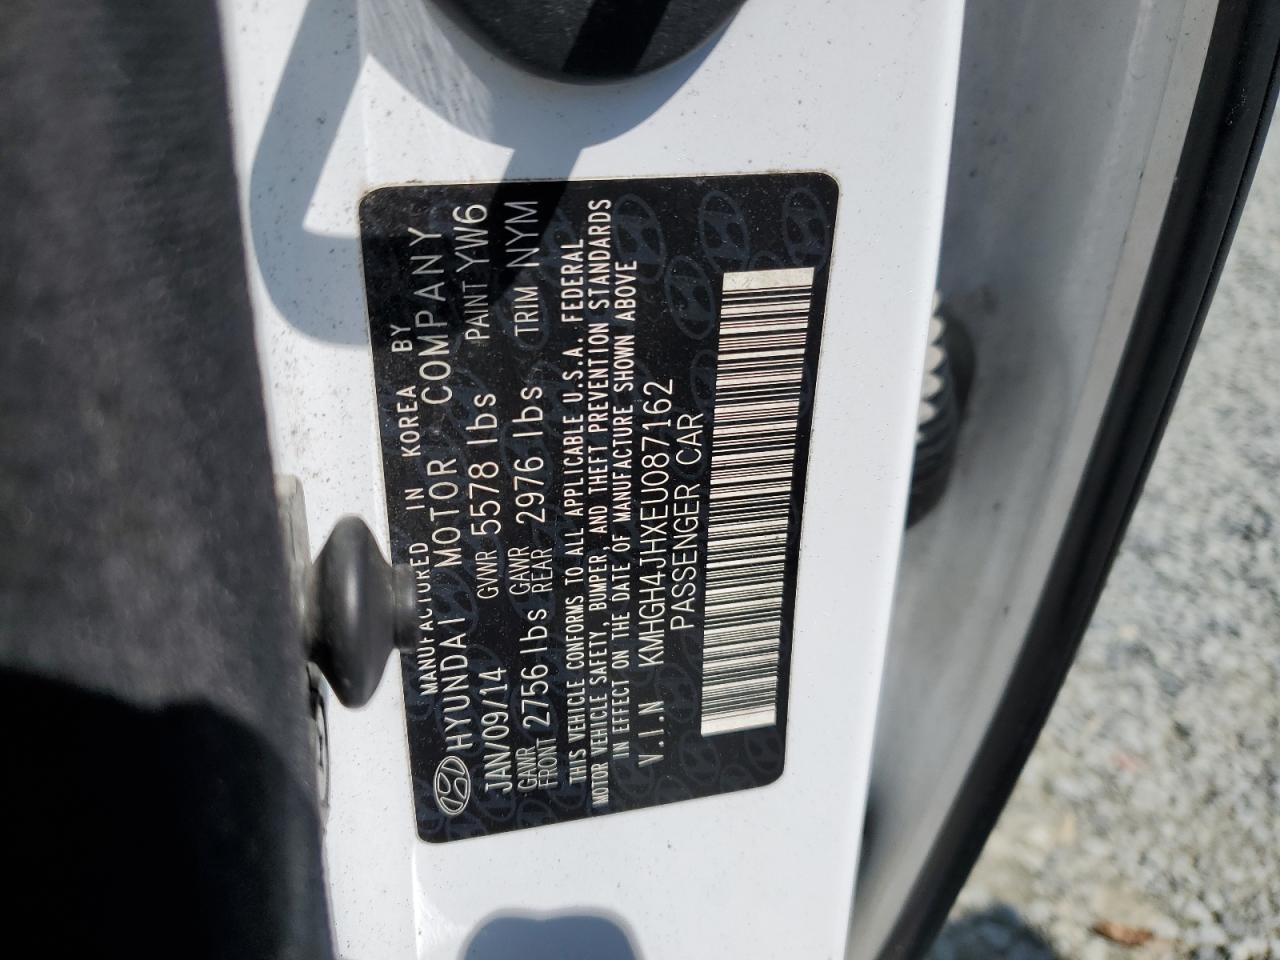 MANUFACTURED IN KOREA BY
HYUNDAI MOTOR COMPANY
JAN/09/14 GVWR 5578 lbs PAINT YW6
GAWR FRONT 2756 lbs GAWR REAR 2976 lbs TRIM NYM
THIS VEHICLE CONFORMS TO ALL APPLICABLE U.S.A. FEDERAL
MOTOR VEHICLE SAFETY, BUMPER, AND THEFT PREVENTION STANDARDS
IN EFFECT ON THE DATE OF MANUFACTURE SHOWN ABOVE
V.I.N KMHGH4JHXEU087162
PASSENGER CAR